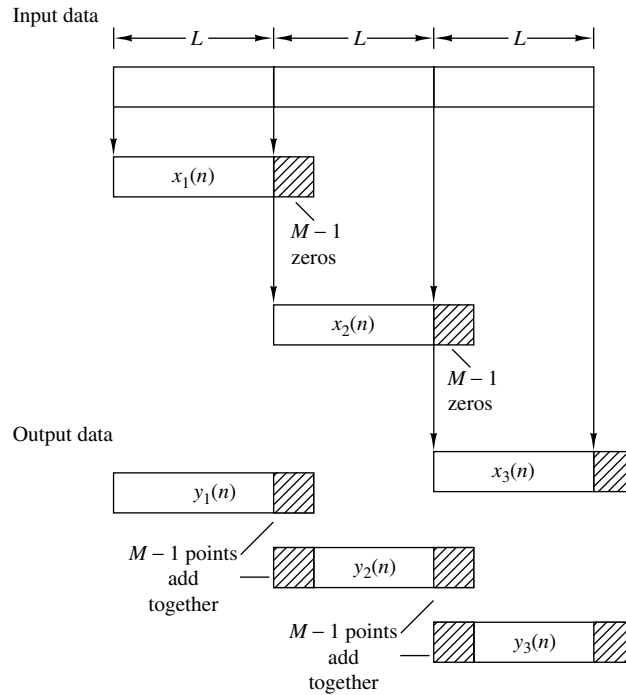 Input data
L L L
x₁(n)
M − 1
zeros
x₂(n)
M − 1
zeros
Output data
x₃(n)
y₁(n)
M − 1 points
add
together
y₂(n)
M − 1 points
add
together
y₃(n)